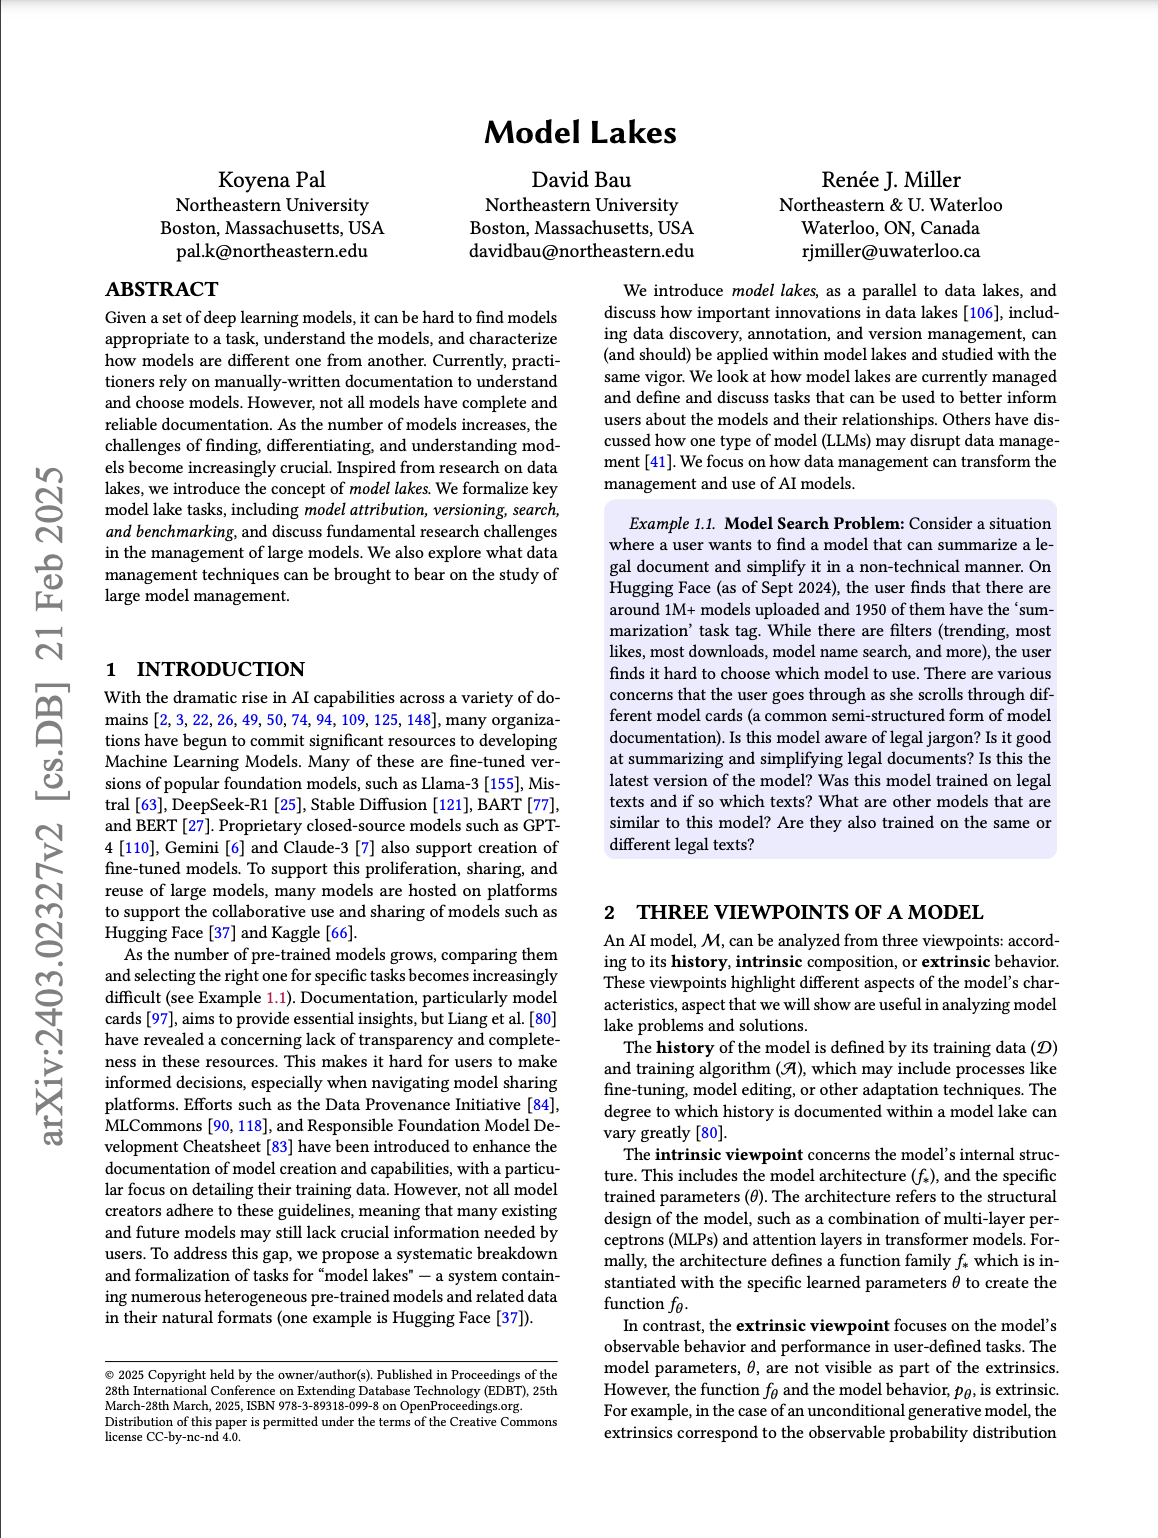 Model Lakes
Koyena Pal
Northeastern University
Boston, Massachusetts, USA
pal.k@northeastern.edu
David Bau
Northeastern University
Boston, Massachusetts, USA
davidbau@northeastern.edu
Renée J. Miller
Northeastern & U. Waterloo
Waterloo, ON, Canada
rjmiller@uwaterloo.ca
arXiv:2403.02327v2 [cs.DB] 21 Feb 2025
ABSTRACT
Given a set of deep learning models, it can be hard to find models
appropriate to a task, understand the models, and characterize
how models are different one from another. Currently, practi-
tioners rely on manually-written documentation to understand
and choose models. However, not all models have complete and
reliable documentation. As the number of models increases, the
challenges of finding, differentiating, and understanding mod-
els become increasingly crucial. Inspired from research on data
lakes, we introduce the concept of model lakes. We formalize key
model lake tasks, including model attribution, versioning, search,
and benchmarking, and discuss fundamental research challenges
in the management of large models. We also explore what data
management techniques can be brought to bear on the study of
large model management.
1 INTRODUCTION
With the dramatic rise in AI capabilities across a variety of do-
mains [2, 3, 22, 26, 49, 50, 74, 94, 109, 125, 148], many organiza-
tions have begun to commit significant resources to developing
Machine Learning Models. Many of these are fine-tuned ver-
sions of popular foundation models, such as Llama-3 [155], Mis-
tral [63], DeepSeek-R1 [25], Stable Diffusion [121], BART [77],
and BERT [27]. Proprietary closed-source models such as GPT-
4 [110], Gemini [6] and Claude-3 [7] also support creation of
fine-tuned models. To support this proliferation, sharing, and
reuse of large models, many models are hosted on platforms
to support the collaborative use and sharing of models such as
Hugging Face [37] and Kaggle [66].
As the number of pre-trained models grows, comparing them
and selecting the right one for specific tasks becomes increasingly
difficult (see Example 1.1). Documentation, particularly model
cards [97], aims to provide essential insights, but Liang et al. [80]
have revealed a concerning lack of transparency and complete-
ness in these resources. This makes it hard for users to make
informed decisions, especially when navigating model sharing
platforms. Efforts such as the Data Provenance Initiative [84],
MLCommons [90, 118], and Responsible Foundation Model De-
velopment Cheatsheet [83] have been introduced to enhance the
documentation of model creation and capabilities, with a particu-
lar focus on detailing their training data. However, not all model
creators adhere to these guidelines, meaning that many existing
and future models may still lack crucial information needed by
users. To address this gap, we propose a systematic breakdown
and formalization of tasks for “model lakes" — a system contain-
ing numerous heterogeneous pre-trained models and related data
in their natural formats (one example is Hugging Face [37]).
© 2025 Copyright held by the owner/author(s). Published in Proceedings of the
28th International Conference on Extending Database Technology (EDBT), 25th
March-28th March, 2025, ISBN 978-3-89318-099-8 on OpenProceedings.org.
Distribution of this paper is permitted under the terms of the Creative Commons
license CC-by-nc-nd 4.0.
We introduce model lakes, as a parallel to data lakes, and
discuss how important innovations in data lakes [106], includ-
ing data discovery, annotation, and version management, can
(and should) be applied within model lakes and studied with the
same vigor. We look at how model lakes are currently managed
and define and discuss tasks that can be used to better inform
users about the models and their relationships. Others have dis-
cussed how one type of model (LLMs) may disrupt data manage-
ment [41]. We focus on how data management can transform the
management and use of AI models.
Example 1.1. Model Search Problem: Consider a situation
where a user wants to find a model that can summarize a le-
gal document and simplify it in a non-technical manner. On
Hugging Face (as of Sept 2024), the user finds that there are
around 1M+ models uploaded and 1950 of them have the ‘sum-
marization’ task tag. While there are filters (trending, most
likes, most downloads, model name search, and more), the user
finds it hard to choose which model to use. There are various
concerns that the user goes through as she scrolls through dif-
ferent model cards (a common semi-structured form of model
documentation). Is this model aware of legal jargon? Is it good
at summarizing and simplifying legal documents? Is this the
latest version of the model? Was this model trained on legal
texts and if so which texts? What are other models that are
similar to this model? Are they also trained on the same or
different legal texts?
2 THREE VIEWPOINTS OF A MODEL
An AI model, M, can be analyzed from three viewpoints: accord-
ing to its history, intrinsic composition, or extrinsic behavior.
These viewpoints highlight different aspects of the model’s char-
acteristics, aspect that we will show are useful in analyzing model
lake problems and solutions.
The history of the model is defined by its training data (D)
and training algorithm (A), which may include processes like
fine-tuning, model editing, or other adaptation techniques. The
degree to which history is documented within a model lake can
vary greatly [80].
The intrinsic viewpoint concerns the model’s internal struc-
ture. This includes the model architecture (f*), and the specific
trained parameters (θ). The architecture refers to the structural
design of the model, such as a combination of multi-layer per-
ceptrons (MLPs) and attention layers in transformer models. For-
mally, the architecture defines a function family f* which is in-
stantiated with the specific learned parameters θ to create the
function fθ.
In contrast, the extrinsic viewpoint focuses on the model’s
observable behavior and performance in user-defined tasks. The
model parameters, θ, are not visible as part of the extrinsics.
However, the function fθ and the model behavior, pθ, is extrinsic.
For example, in the case of an unconditional generative model, the
extrinsics correspond to the observable probability distribution